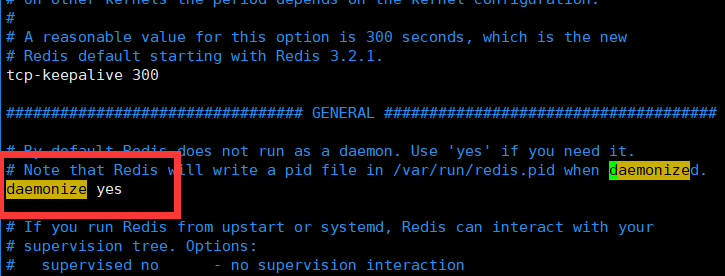 # On other kernels the period depends on the kernel configuration.
#
# A reasonable value for this option is 300 seconds, which is the new
# Redis default starting with Redis 3.2.1.
tcp-keepalive 300
################################# GENERAL #####################################
# By default Redis does not run as a daemon. Use 'yes' if you need it.
# Note that Redis will write a pid file in /var/run/redis.pid when daemonized.
daemonize yes
# If you run Redis from upstart or systemd, Redis can interact with your
# supervision tree. Options:
#   supervised no      - no supervision interaction